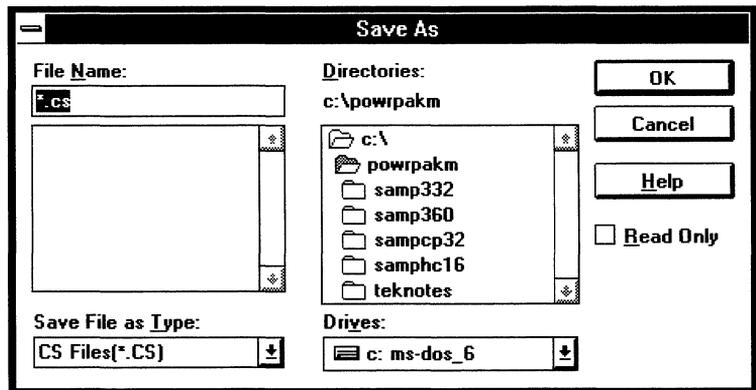 Save As
File Name:
*.cs
Directories:
c:\powrpakm
c:\
powrpakm
samp332
samp360
sampcp32
samphc16
teknotes
OK
Cancel
Help
Read Only
Save File as Type:
CS Files(*.CS)
Drives:
c: ms-dos_6